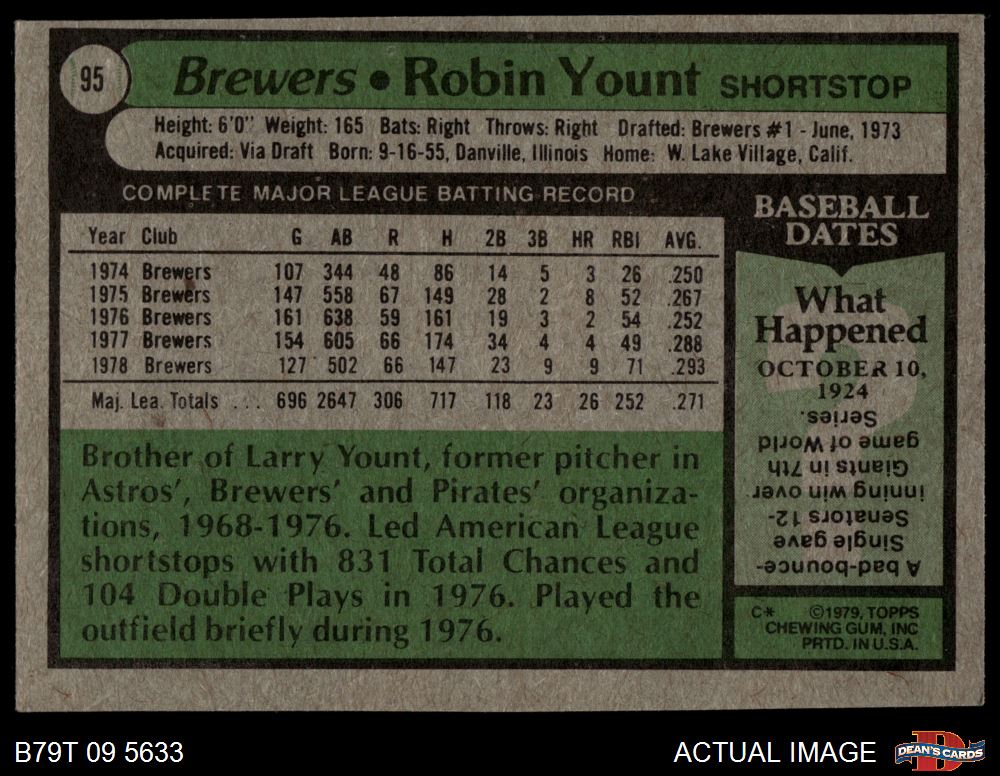 95
Brewers • Robin Yount SHORTSTOP
Height: 6'0" Weight: 165 Bats: Right Throws: Right Drafted: Brewers #1 - June, 1973
Acquired: Via Draft Born: 9-16-55, Danville, Illinois Home: W. Lake Village, Calif.
COMPLETE MAJOR LEAGUE BATTING RECORD
Year Club G AB R H 2B 3B HR RBI AVG.
1974 Brewers 107 344 48 86 14 5 3 26 .250
1975 Brewers 147 558 67 149 28 2 8 52 .267
1976 Brewers 161 638 59 161 19 3 2 54 .252
1977 Brewers 154 605 66 174 34 4 4 49 .288
1978 Brewers 127 502 66 147 23 9 9 71 .293
Maj. Lea. Totals ... 696 2647 306 717 118 23 26 252 .271
Brother of Larry Yount, former pitcher in
Astros', Brewers' and Pirates' organiza-
tions, 1968-1976. Led American League
shortstops with 831 Total Chances and
104 Double Plays in 1976. Played the
outfield briefly during 1976.
BASEBALL
DATES
What
Happened
OCTOBER 10,
1924
A bad-bounce-
Single gave
Senators 12-
inning win over
Giants in 7th
game of World
Series.
C* ©1979, TOPPS
CHEWING GUM, INC
PRTD. IN U.S.A.
B79T 09 5633
ACTUAL IMAGE
DEAN'S CARDS